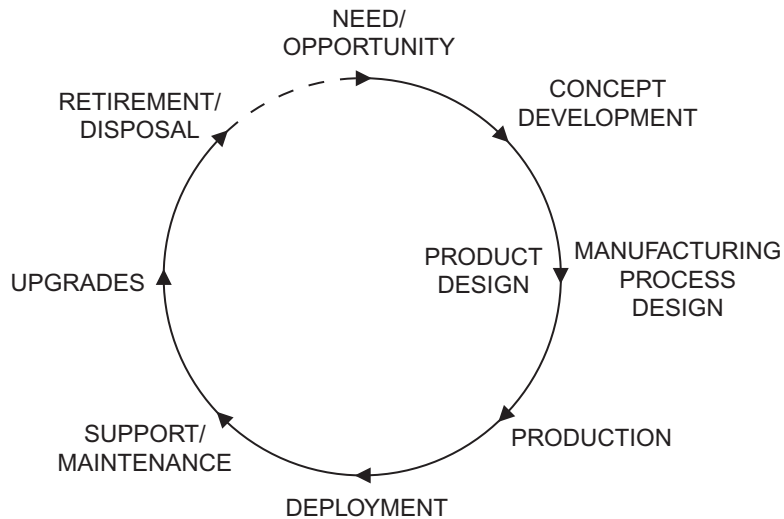 NEED/
OPPORTUNITY
CONCEPT
DEVELOPMENT
PRODUCT
DESIGN
MANUFACTURING
PROCESS
DESIGN
PRODUCTION
DEPLOYMENT
SUPPORT/
MAINTENANCE
UPGRADES
RETIREMENT/
DISPOSAL